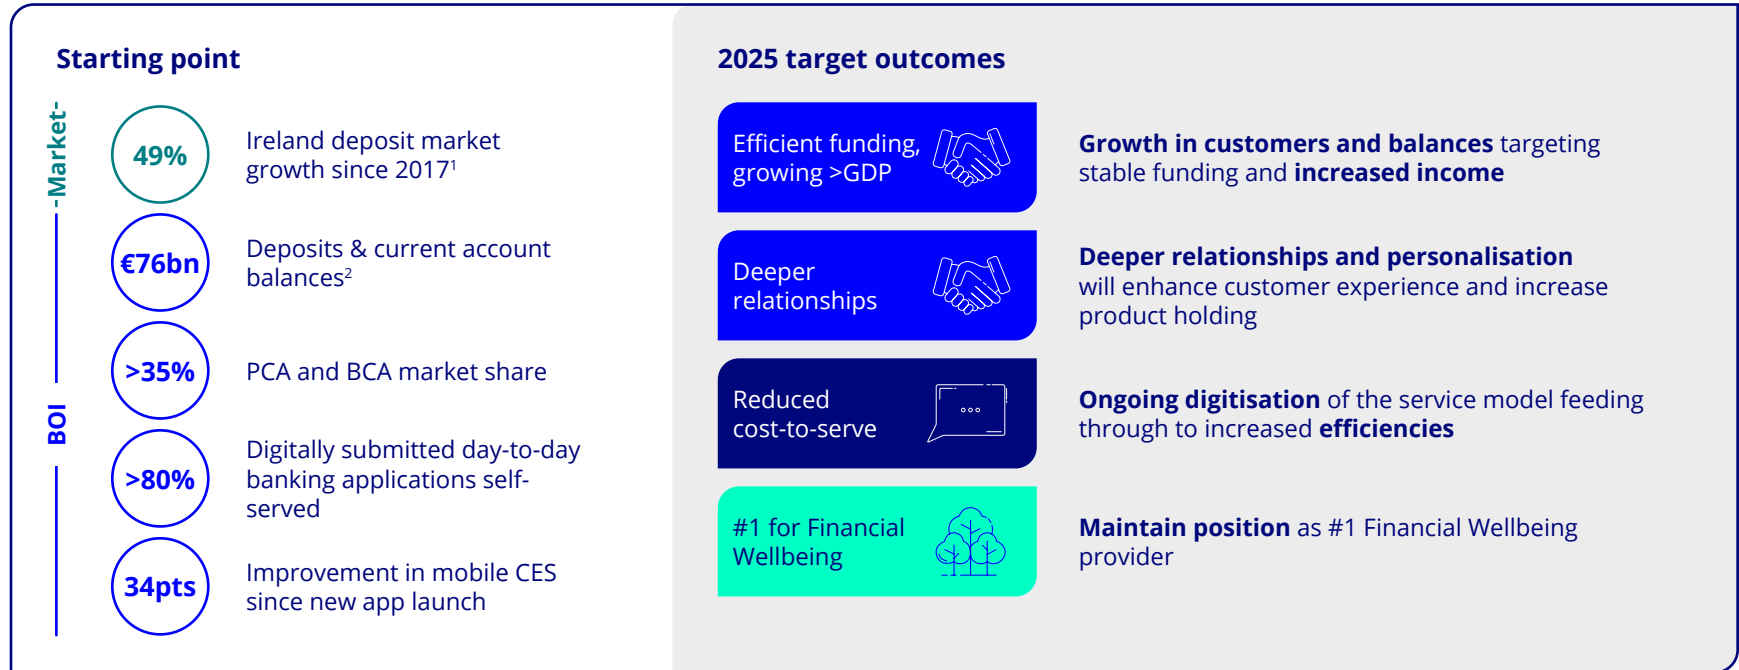 Starting point
-Market-
BOI
49%
Ireland deposit market
growth since 2017¹
€76bn
Deposits & current account
balances²
>35%
PCA and BCA market share
>80%
Digitally submitted day-to-day
banking applications self-
served
34pts
Improvement in mobile CES
since new app launch
2025 target outcomes
Efficient funding,
growing >GDP
Growth in customers and balances targeting
stable funding and increased income
Deeper
relationships
Deeper relationships and personalisation
will enhance customer experience and increase
product holding
Reduced
cost-to-serve
Ongoing digitisation of the service model feeding
through to increased efficiencies
#1 for Financial
Wellbeing
Maintain position as #1 Financial Wellbeing
provider